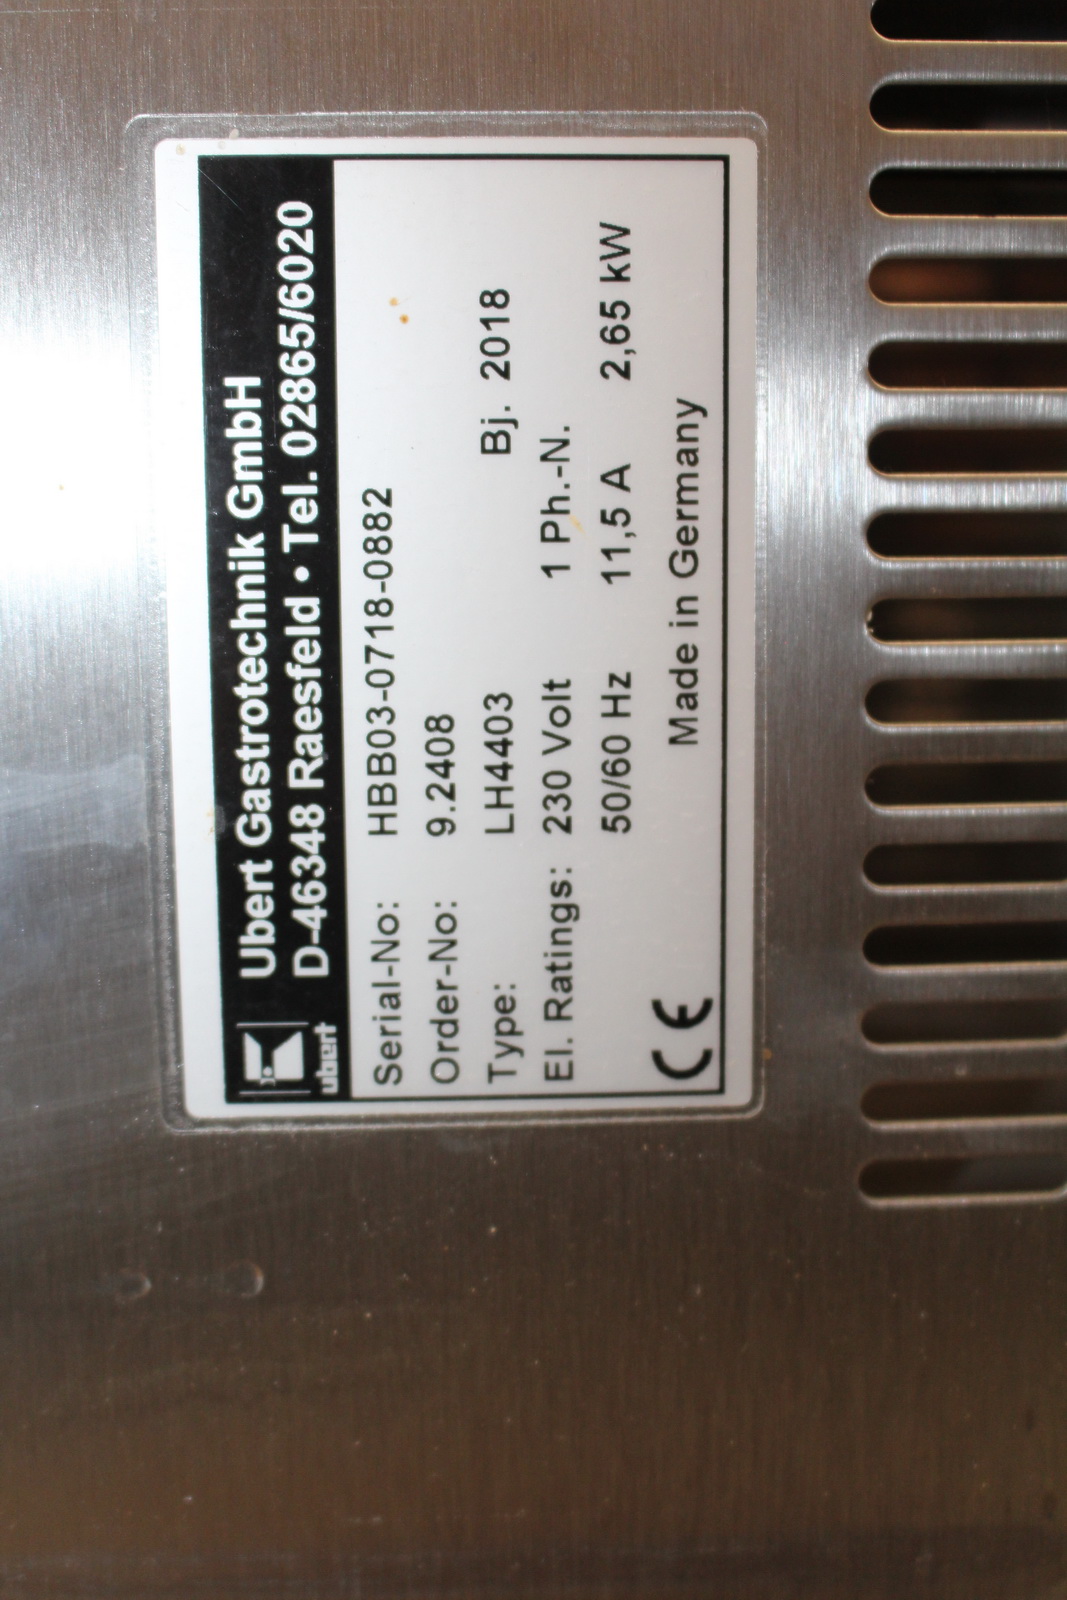 ubert
Ubert Gastrotechnik GmbH
D-46348 Raesfeld • Tel. 02865/6020
Serial-No: HBB03-0718-0882
Order-No: 9.2408
Type: LH4403 Bj. 2018
El. Ratings: 230 Volt 1 Ph.-N.
50/60 Hz 11,5 A 2,65 kW
CE Made in Germany